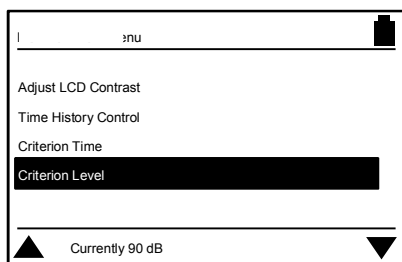 Adjust LCD Contrast
Time History Control
Criterion Time
Criterion Level
Currently 90 dB